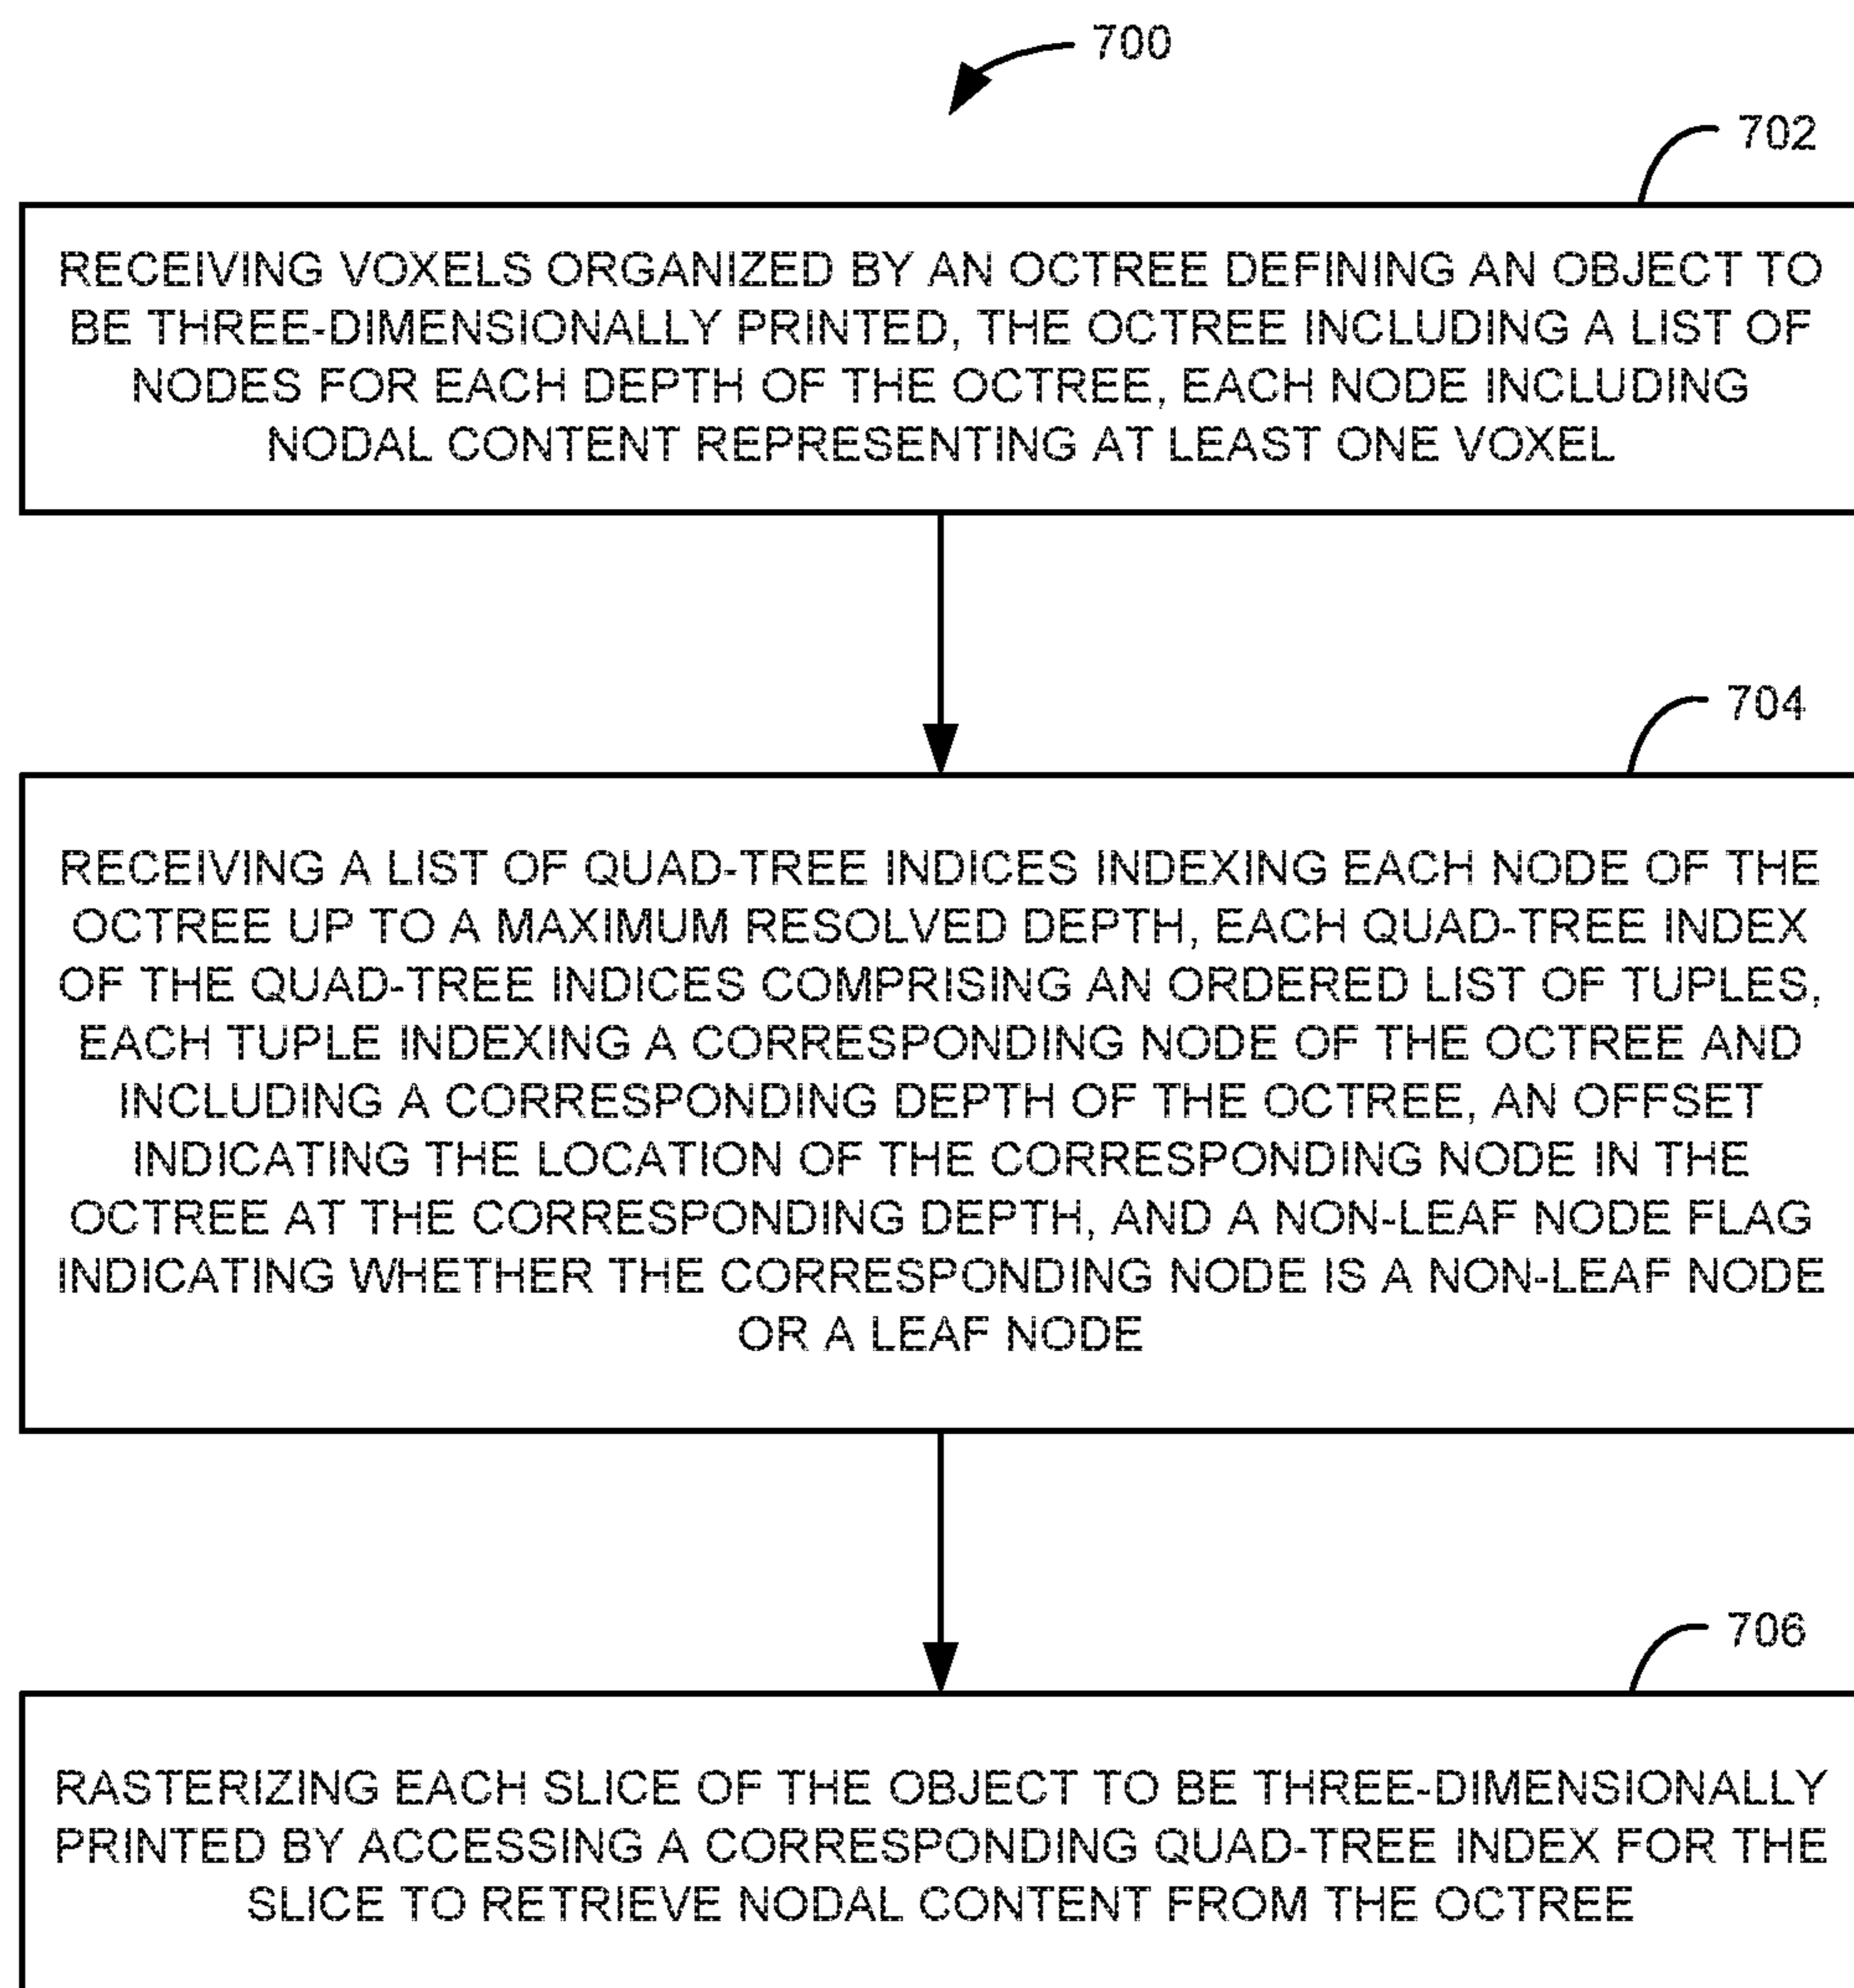 700
702
RECEIVING VOXELS ORGANIZED BY AN OCTREE DEFINING AN OBJECT TO
BE THREE-DIMENSIONALLY PRINTED, THE OCTREE INCLUDING A LIST OF
NODES FOR EACH DEPTH OF THE OCTREE, EACH NODE INCLUDING
NODAL CONTENT REPRESENTING AT LEAST ONE VOXEL
704
RECEIVING A LIST OF QUAD-TREE INDICES INDEXING EACH NODE OF THE
OCTREE UP TO A MAXIMUM RESOLVED DEPTH, EACH QUAD-TREE INDEX
OF THE QUAD-TREE INDICES COMPRISING AN ORDERED LIST OF TUPLES,
EACH TUPLE INDEXING A CORRESPONDING NODE OF THE OCTREE AND
INCLUDING A CORRESPONDING DEPTH OF THE OCTREE, AN OFFSET
INDICATING THE LOCATION OF THE CORRESPONDING NODE IN THE
OCTREE AT THE CORRESPONDING DEPTH, AND A NON-LEAF NODE FLAG
INDICATING WHETHER THE CORRESPONDING NODE IS A NON-LEAF NODE
OR A LEAF NODE
706
RASTERIZING EACH SLICE OF THE OBJECT TO BE THREE-DIMENSIONALLY
PRINTED BY ACCESSING A CORRESPONDING QUAD-TREE INDEX FOR THE
SLICE TO RETRIEVE NODAL CONTENT FROM THE OCTREE